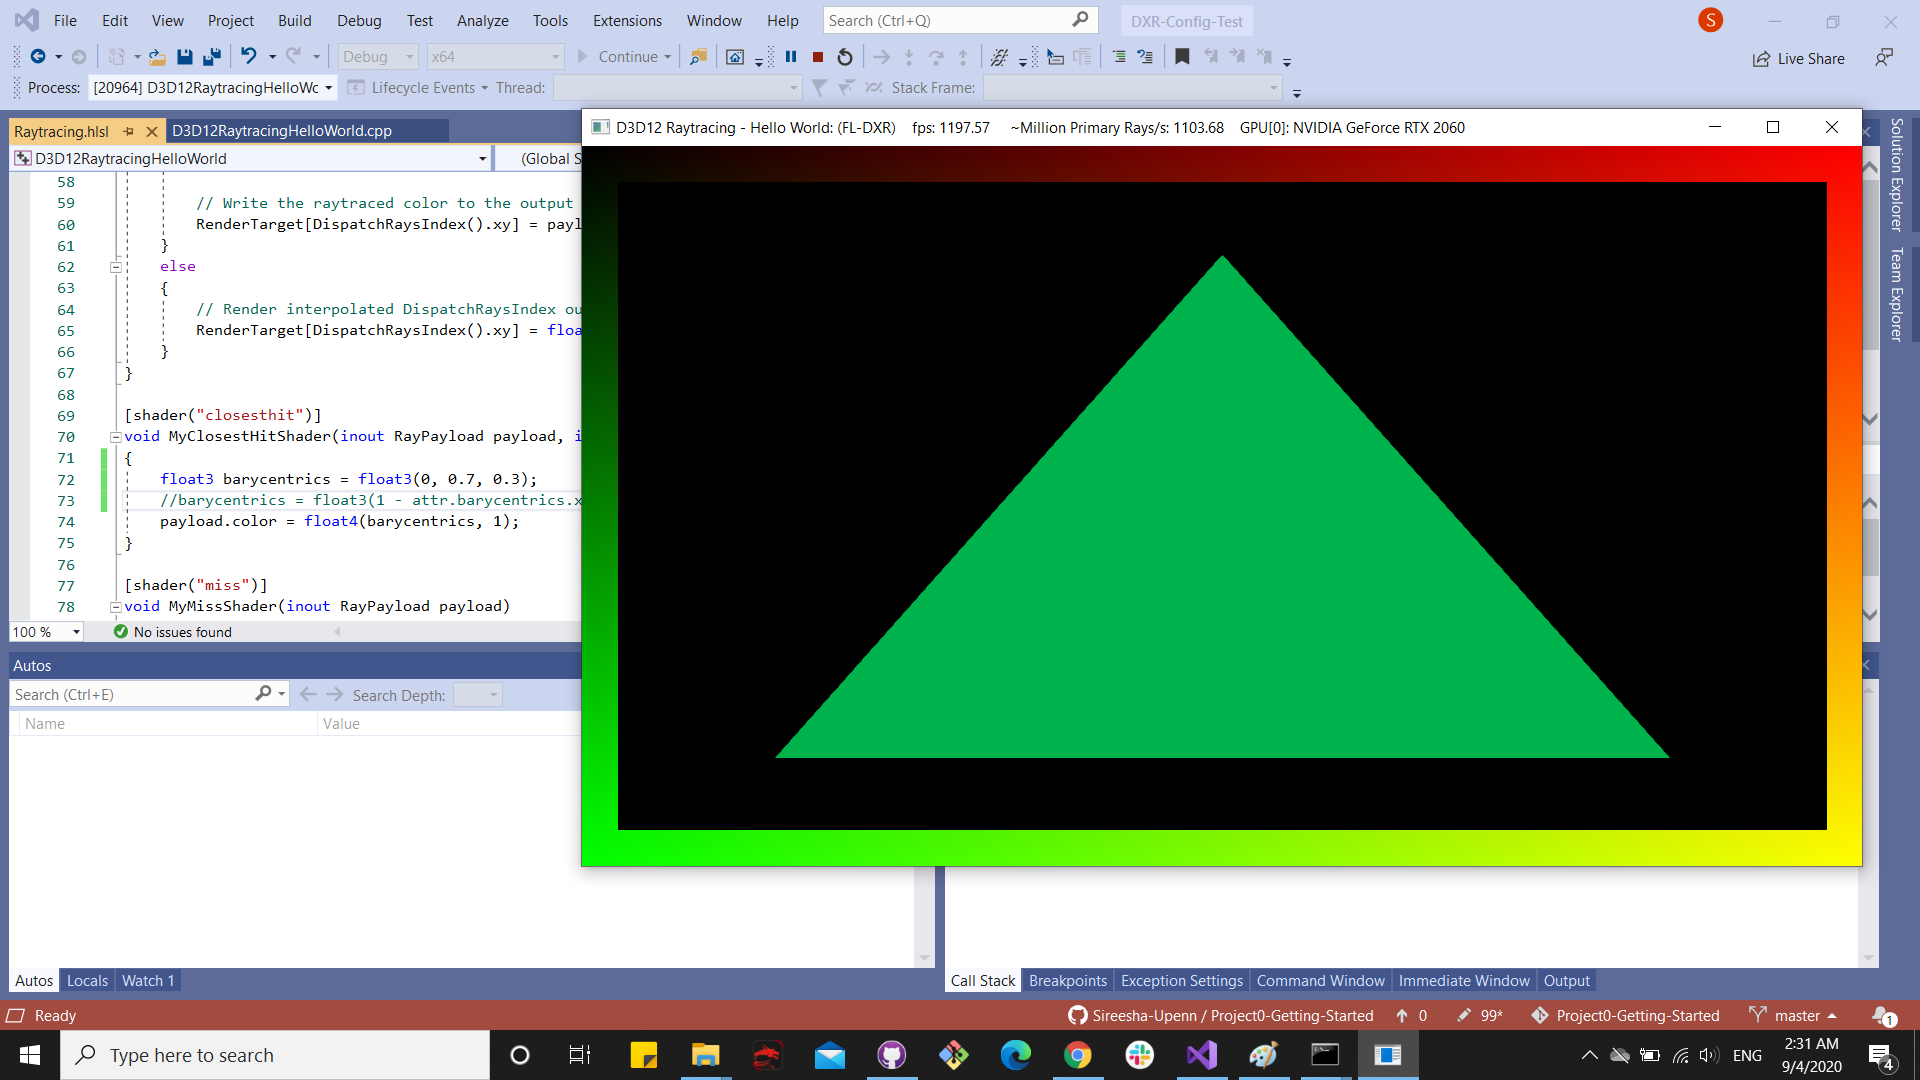 File Edit View Project Build Debug Test Analyze Tools Extensions Window Help Search (Ctrl+Q) DXR-Config-Test S
Debug x64 Continue Live Share
Process: [20964] D3D12RaytracingHelloWc Lifecycle Events Thread: Stack Frame:
Raytracing.hlsl D3D12RaytracingHelloWorld.cpp
D3D12RaytracingHelloWorld (Global S
58
59 // Write the raytraced color to the output
60 RenderTarget[DispatchRaysIndex().xy] = payl
61 }
62 else
63 {
64 // Render interpolated DispatchRaysIndex ou
65 RenderTarget[DispatchRaysIndex().xy] = floa
66 }
67 }
68
69 [shader("closesthit")]
70 void MyClosestHitShader(inout RayPayload payload, i
71 {
72 float3 barycentrics = float3(0, 0.7, 0.3);
73 //barycentrics = float3(1 - attr.barycentrics.x
74 payload.color = float4(barycentrics, 1);
75 }
76
77 [shader("miss")]
78 void MyMissShader(inout RayPayload payload)
100 % No issues found
D3D12 Raytracing - Hello World: (FL-DXR) fps: 1197.57 ~Million Primary Rays/s: 1103.68 GPU[0]: NVIDIA GeForce RTX 2060
Solution Explorer
Team Explorer
Autos
Search (Ctrl+E) Search Depth:
Name Value
Autos Locals Watch 1
Call Stack Breakpoints Exception Settings Command Window Immediate Window Output
Ready Sireesha-Upenn / Project0-Getting-Started 0 99* Project0-Getting-Started master 1
Type here to search ENG 2:31 AM
9/4/2020 4